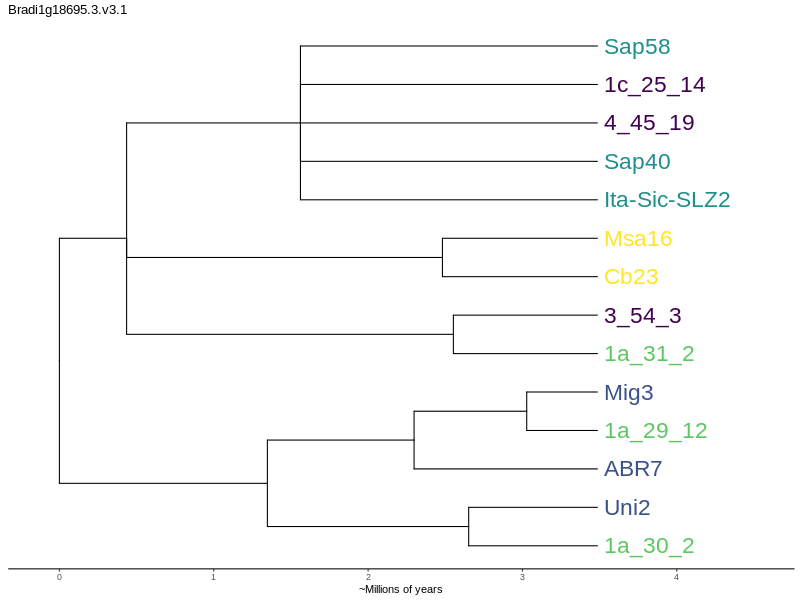 Bradi1g18695.3.v3.1
Sap58
1c_25_14
4_45_19
Sap40
Ita-Sic-SLZ2
Msa16
Cb23
3_54_3
1a_31_2
Mig3
1a_29_12
ABR7
Uni2
1a_30_2
0 1 2 3 4
~Millions of years